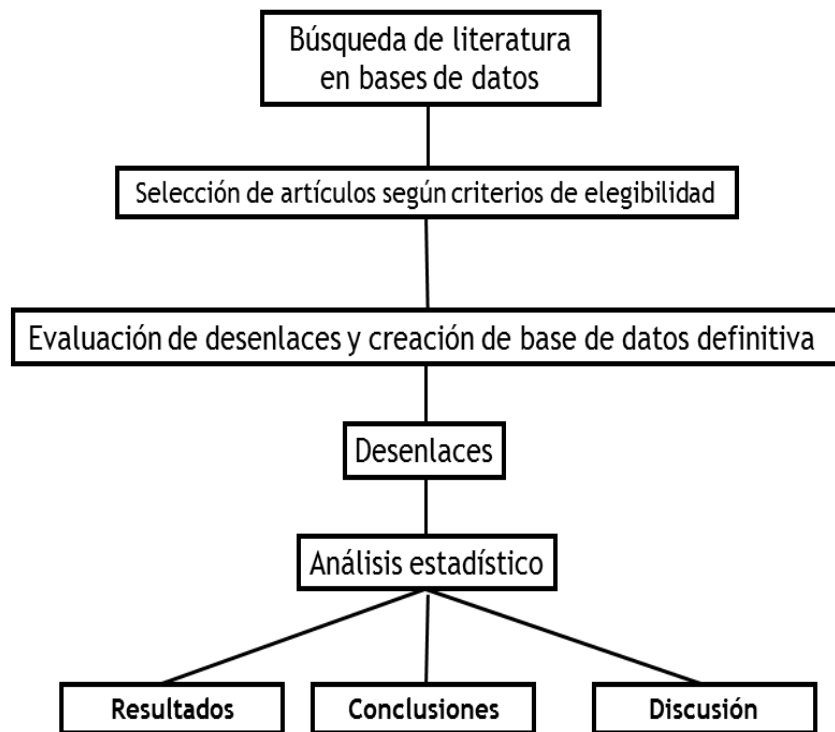 Búsqueda de literatura
en bases de datos
Selección de artículos según criterios de elegibilidad
Evaluación de desenlaces y creación de base de datos definitiva
Desenlaces
Análisis estadístico
Resultados
Conclusiones
Discusión